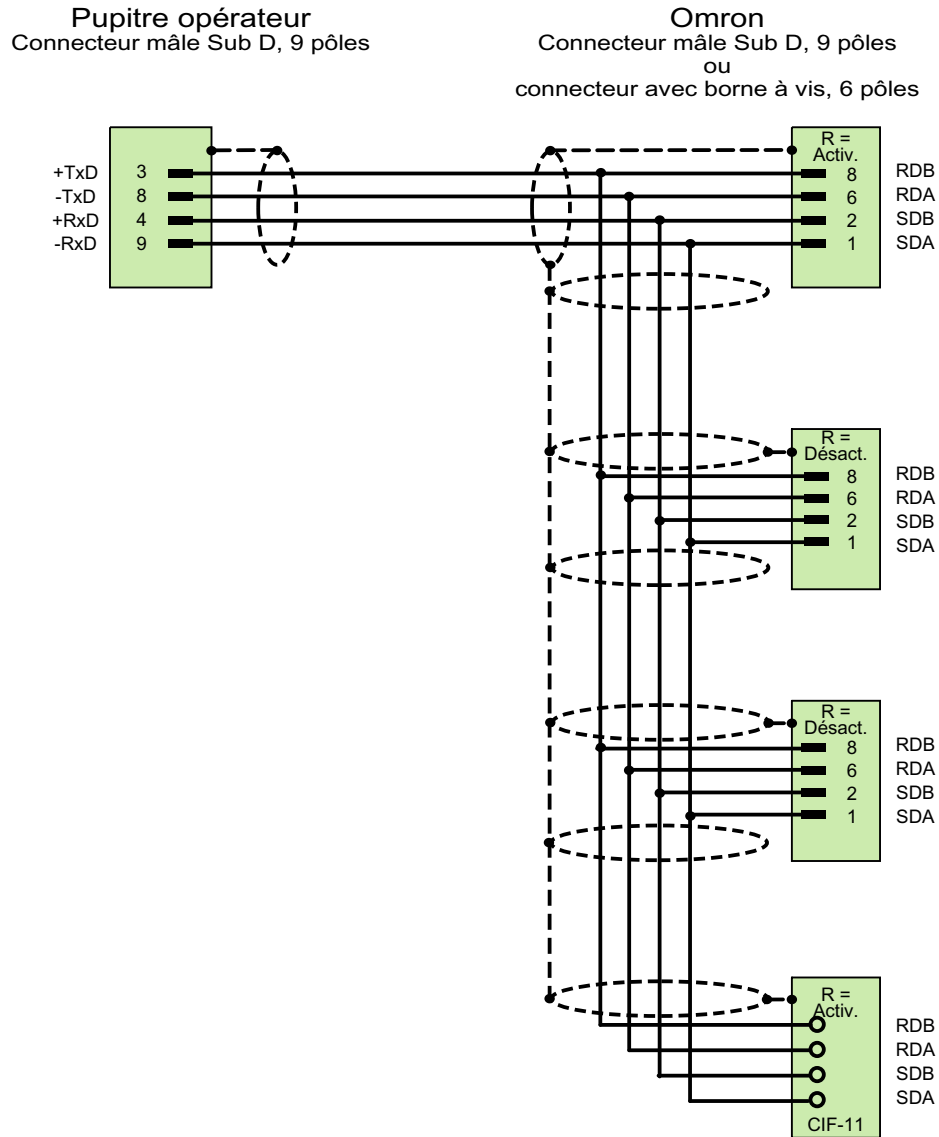 Pupitre opérateur
Connecteur mâle Sub D, 9 pôles
Omron
Connecteur mâle Sub D, 9 pôles
ou
connecteur avec borne à vis, 6 pôles
+TxD 3
-TxD 8
+RxD 4
-RxD 9
R =
Activ.
8 RDB
6 RDA
2 SDB
1 SDA
R =
Désact.
8 RDB
6 RDA
2 SDB
1 SDA
R =
Désact.
8 RDB
6 RDA
2 SDB
1 SDA
R =
Activ.
RDB
RDA
SDB
SDA
CIF-11